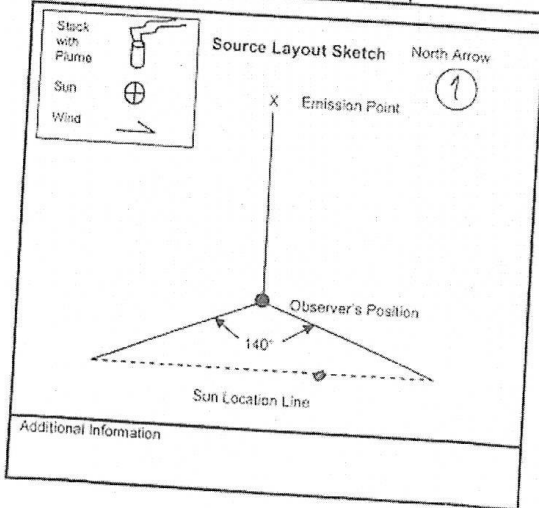 Stack
with
Plume
Sun
Wind
Source Layout Sketch
North Arrow
X Emission Point
Observer's Position
140°
Sun Location Line
Additional Information